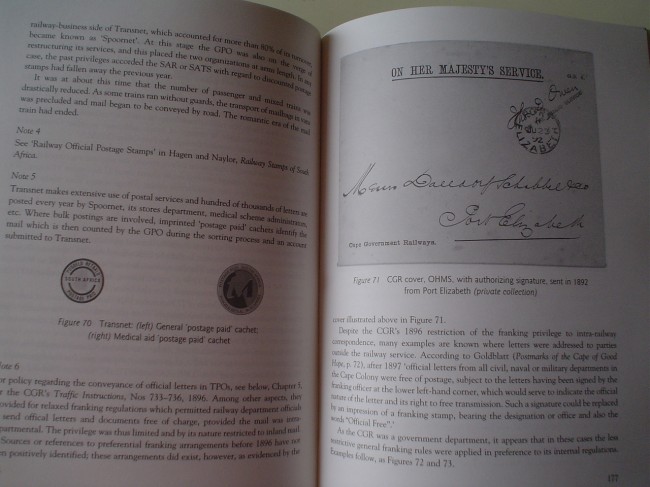 railway-business side of Transnet, which accounted for more than 80% of its turnover,
became known as 'Spoornet'. At this stage the GPO was also on the verge of
restructuring its services, and this placed the two organizations at arms length. In any
case, the past privileges accorded the SAR or SATS with regard to discounted postage
stamps had fallen away the previous year.
It was at about this time that the number of passenger and mixed trains was
drastically reduced. As some trains ran without guards, the transport of mailbags in
was precluded and mail began to be conveyed by road. The romantic era of the mail
train had ended.
Note 4
See 'Railway Official Postage Stamps' in Hagen and Naylor, Railway Stamps of South
Africa.
Note 5
Transnet makes extensive use of postal services and hundred of thousands of letters are
posted every year by Spoornet, its stores department, medical scheme administrators,
etc. Where bulk postings are involved, imprinted 'postage paid' cachets identify the
mail which is then counted by the GPO during the sorting process and an account
submitted to Transnet.
SOUTH AFRICA
Figure 70 Transnet: (left) General 'postage paid' cachet;
(right) Medical aid 'postage paid' cachet
Note 6
or policy regarding the conveyance of official letters in TPOs, see below, Chapter 8,
r the CGR's Traffic Instructions, Nos 733–736, 1896. Among other aspects, they
ovided for relaxed franking regulations which permitted railway department officials
send offical letters and documents free of charge, provided the mail was intra-
partmental. The privilege was thus limited and by its nature restricted to inland mail
Sources or references to preferential franking arrangements before 1896 have not
n positively identified; these arrangements did exist, however, as evidenced by the
ON HER MAJESTY'S SERVICE.
ELIZABETH
92
Messrs
Port Elizabeth
Cape Government Railways.
Figure 71 CGR cover, OHMS, with authorizing signature, sent in 1892
from Port Elizabeth (private collection)
cover illustrated above in Figure 71.
Despite the CGR's 1896 restriction of the franking privilege to intra-railway
correspondence, many examples are known where letters were addressed to parties
outside the railway service. According to Goldblatt (Postmarks of the Cape of Good
Hope, p. 72), after 1897 'official letters from all civil, naval or military departments in
the Cape Colony were free of postage, subject to the letters having been signed by the
franking officer at the lower left-hand corner, which would serve to indicate the official
nature of the letter and its right to free transmission. Such a signature could be replaced
by an impression of a franking stamp, bearing the designation or office and also the
words "Official Free".'
As the CGR was a government department, it appears that in these cases the less
restrictive general franking rules were applied in preference to its internal regulations.
Examples follow, as Figures 72 and 73.
177